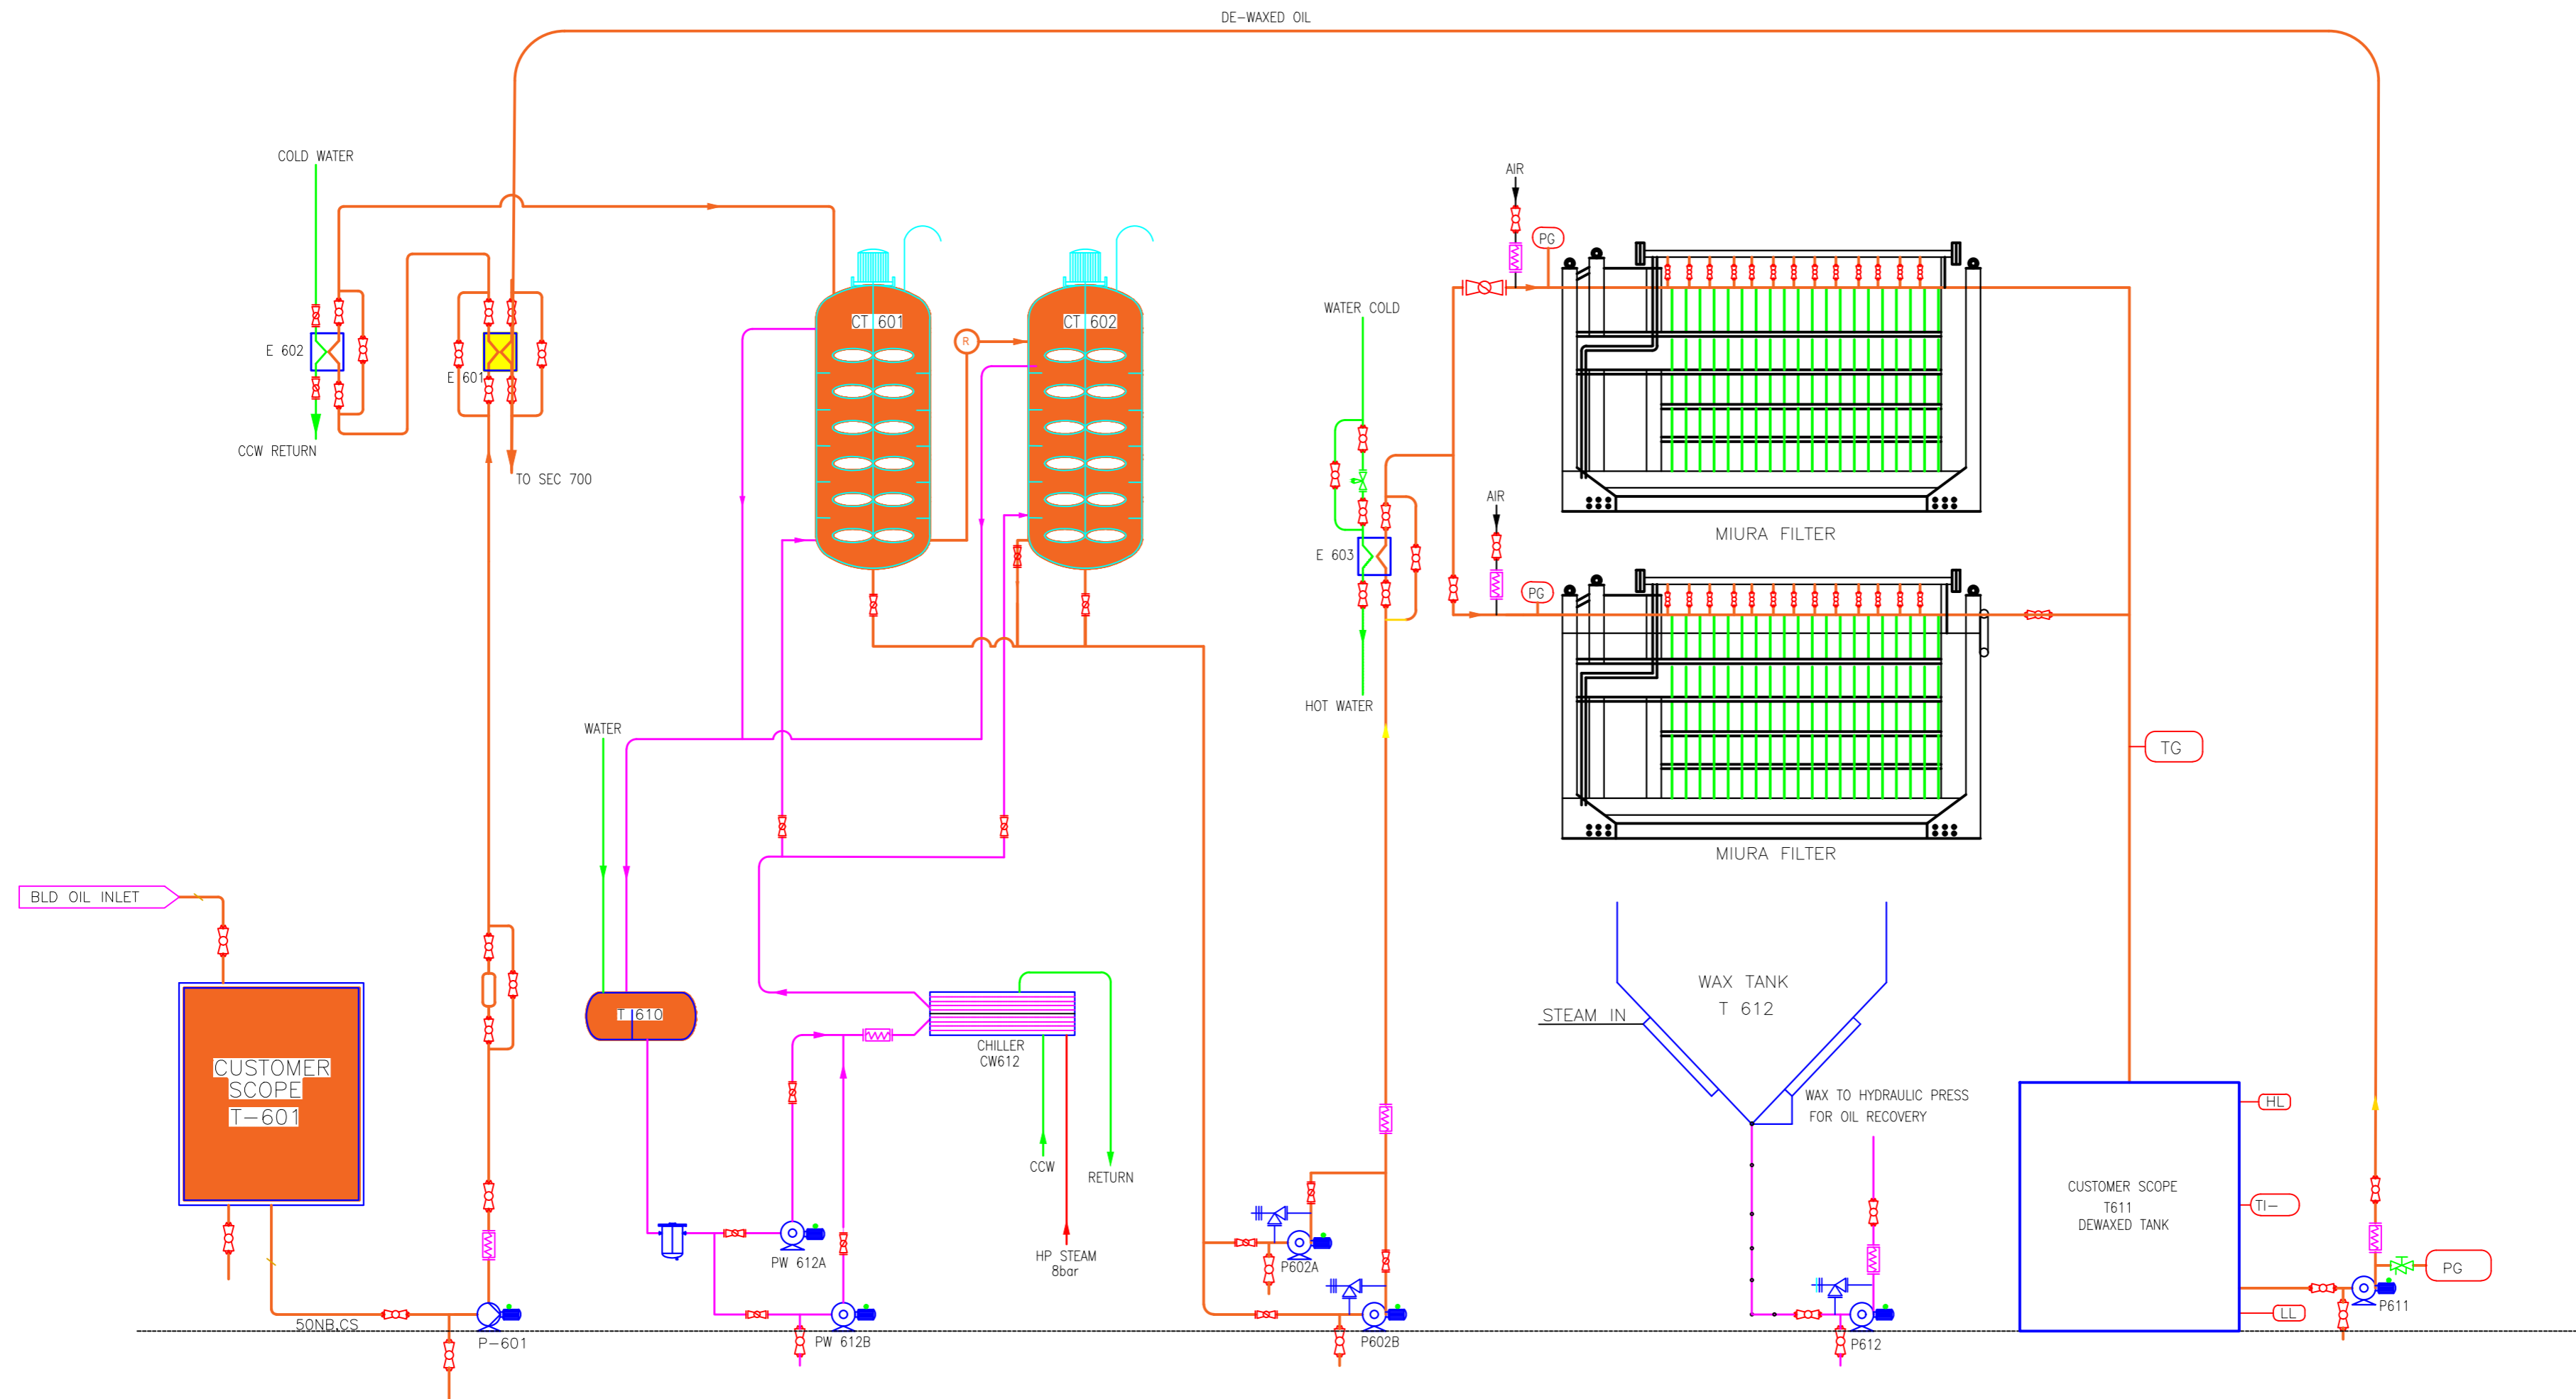 DE-WAXED OIL
COLD WATER
E 602
CCW RETURN
E 601
TO SEC 700
CT 601
CT 602
R
WATER COLD
E 603
HOT WATER
AIR
PG
MIURA FILTER
AIR
PG
MIURA FILTER
TG
WATER
BLD OIL INLET
CUSTOMER
SCOPE
T-601
50NB.CS
P-601
T 610
CHILLER
CW612
CCW
RETURN
HP STEAM
8bar
PW 612A
PW 612B
P602A
P602B
WAX TANK
T 612
STEAM IN
WAX TO HYDRAULIC PRESS
FOR OIL RECOVERY
P612
CUSTOMER SCOPE
T611
DEWAXED TANK
HL
TI-
LL
PG
P611